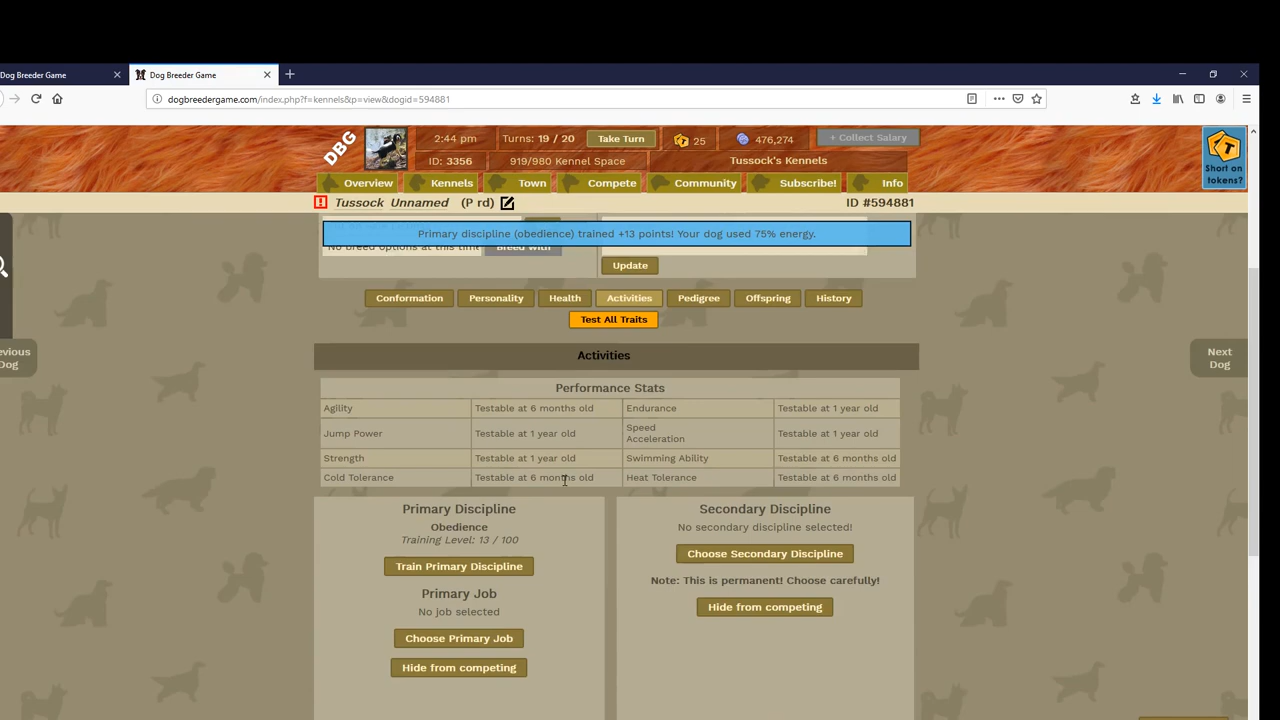 Dog Breeder Game
Dog Breeder Game
dogbreedergame.com/index.php?f=kennels&p=view&dogid=594881
DBG
2:44 pm
Turns: 19 / 20
Take Turn
25
476,274
+ Collect Salary
ID: 3356
919/980 Kennel Space
Tussock's Kennels
Short on
tokens?
Overview
Kennels
Town
Compete
Community
Subscribe!
Info
Tussock Unnamed (P rd)
ID #594881
Primary discipline (obedience) trained +13 points! Your dog used 75% energy.
No breed options at this time
Breed With
Update
Conformation
Personality
Health
Activities
Pedigree
Offspring
History
Test All Traits
evious
Dog
Next
Dog
Activities
Performance Stats
Agility Testable at 6 months old Endurance Testable at 1 year old
Jump Power Testable at 1 year old Speed
Acceleration Testable at 1 year old
Strength Testable at 1 year old Swimming Ability Testable at 6 months old
Cold Tolerance Testable at 6 months old Heat Tolerance Testable at 6 months old
Primary Discipline
Obedience
Training Level: 13 / 100
Train Primary Discipline
Primary Job
No job selected
Choose Primary Job
Hide from competing
Secondary Discipline
No secondary discipline selected!
Choose Secondary Discipline
Note: This is permanent! Choose carefully!
Hide from competing